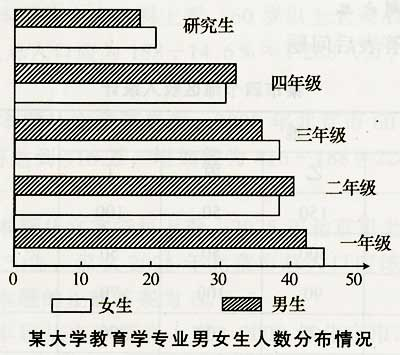 研究生
四年级
三年级
二年级
一年级
0 10 20 30 40 50
女生 男生
某大学教育学专业男女生人数分布情况